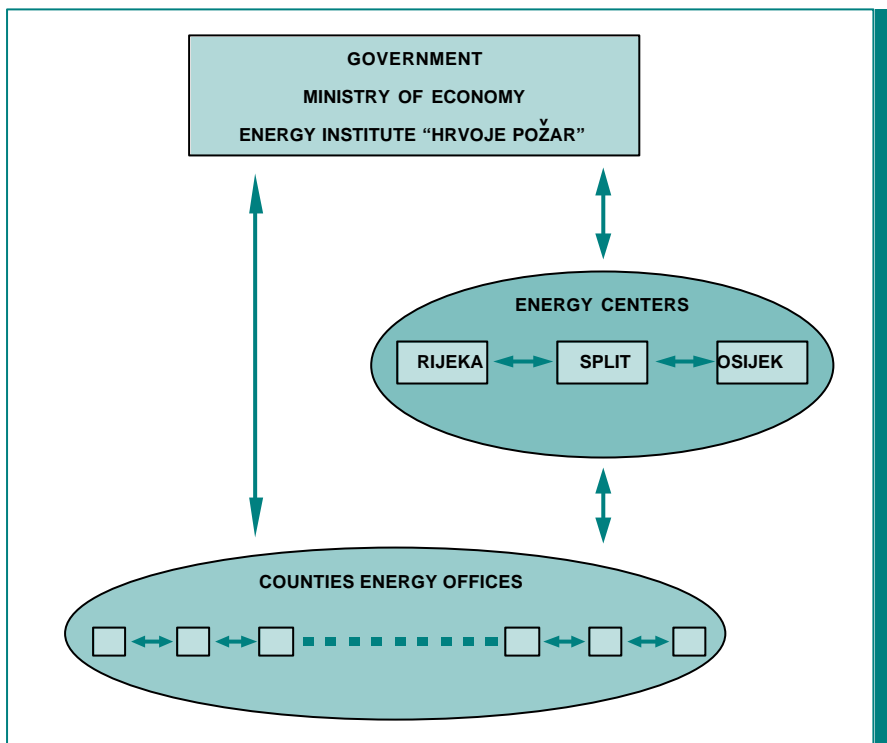 GOVERNMENT
MINISTRY OF ECONOMY
ENERGY INSTITUTE “HRVOJE POŽAR”
ENERGY CENTERS
RIJEKA SPLIT OSIJEK
COUNTIES ENERGY OFFICES